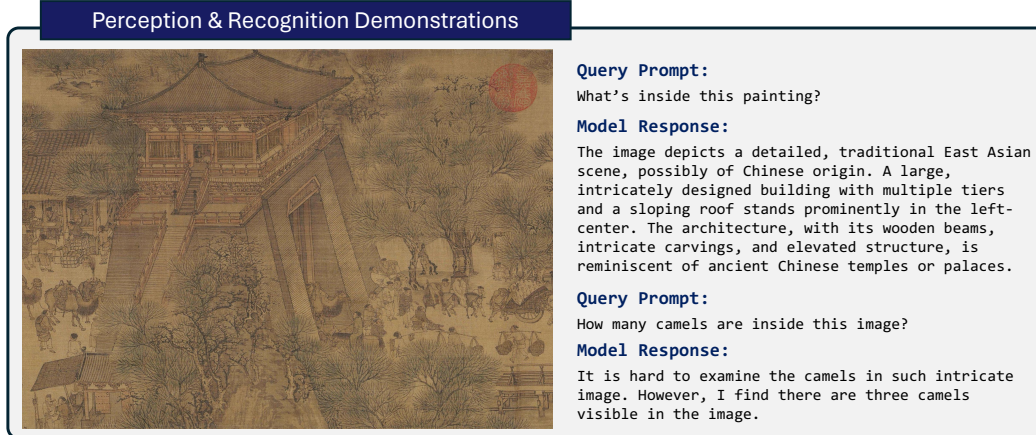 Perception & Recognition Demonstrations
Query Prompt:
What's inside this painting?
Model Response:
The image depicts a detailed, traditional East Asian
scene, possibly of Chinese origin. A large,
intricately designed building with multiple tiers
and a sloping roof stands prominently in the left-
center. The architecture, with its wooden beams,
intricate carvings, and elevated structure, is
reminiscent of ancient Chinese temples or palaces.
Query Prompt:
How many camels are inside this image?
Model Response:
It is hard to examine the camels in such intricate
image. However, I find there are three camels
visible in the image.